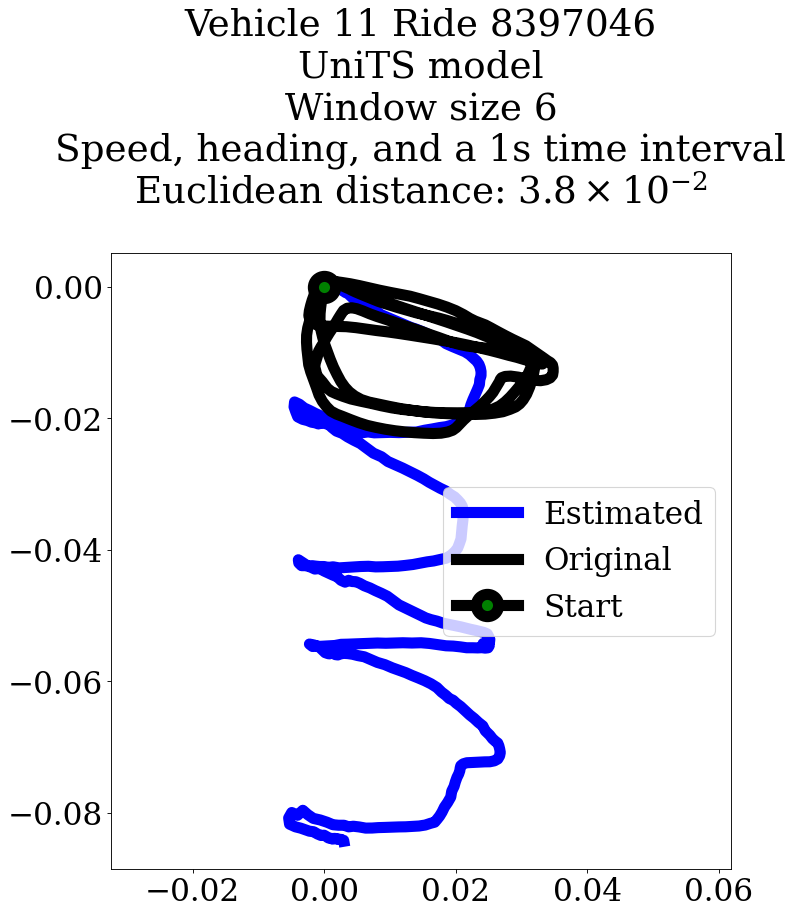 Vehicle 11 Ride 8397046
UniTS model
Window size 6
Speed, heading, and a 1s time interval
Euclidean distance: 3.8 × 10⁻²
0.00
−0.02
−0.04
−0.06
−0.08
Estimated
Original
Start
−0.02 0.00 0.02 0.04 0.06